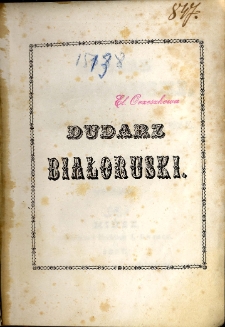 847.
1838
El. Orzeszkowa
DUDARZ
BIAŁORUSKI.